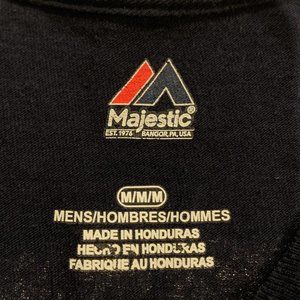 Majestic®
EST. 1976 BANGOR, PA, USA
M/M/M
MENS/HOMBRES/HOMMES
MADE IN HONDURAS
HECHO EN HONDURAS
FABRIQUE AU HONDURAS